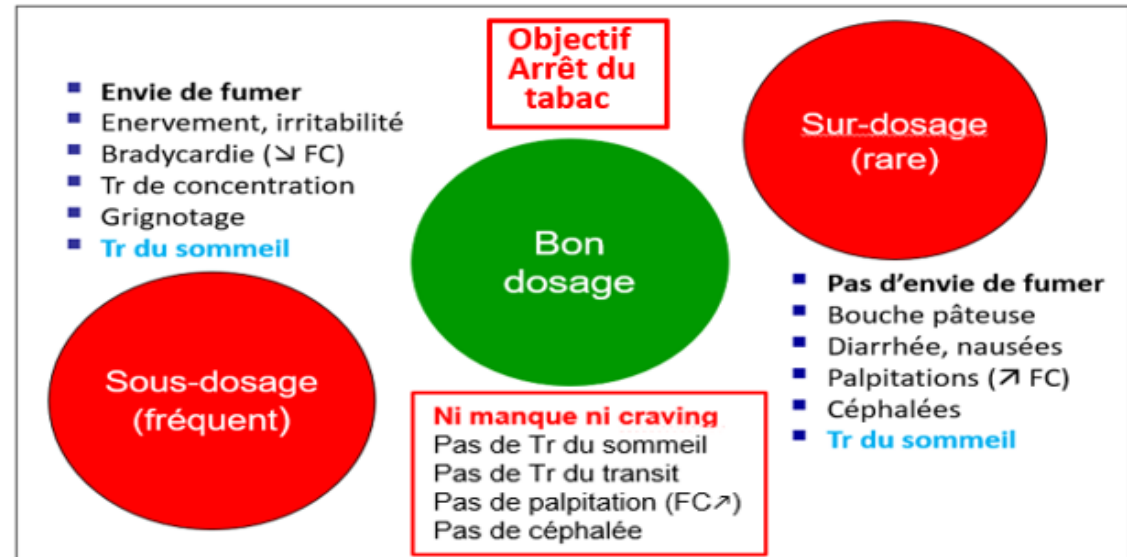 Objectif
Arrêt du
tabac
■ Envie de fumer
■ Enervement, irritabilité
■ Bradycardie (↘ FC)
■ Tr de concentration
■ Grignotage
■ Tr du sommeil
Sous-dosage
(fréquent)
Bon
dosage
Ni manque ni craving
Pas de Tr du sommeil
Pas de Tr du transit
Pas de palpitation (FC↗)
Pas de céphalée
Sur-dosage
(rare)
■ Pas d’envie de fumer
■ Bouche pâteuse
■ Diarrhée, nausées
■ Palpitations (↗ FC)
■ Céphalées
■ Tr du sommeil